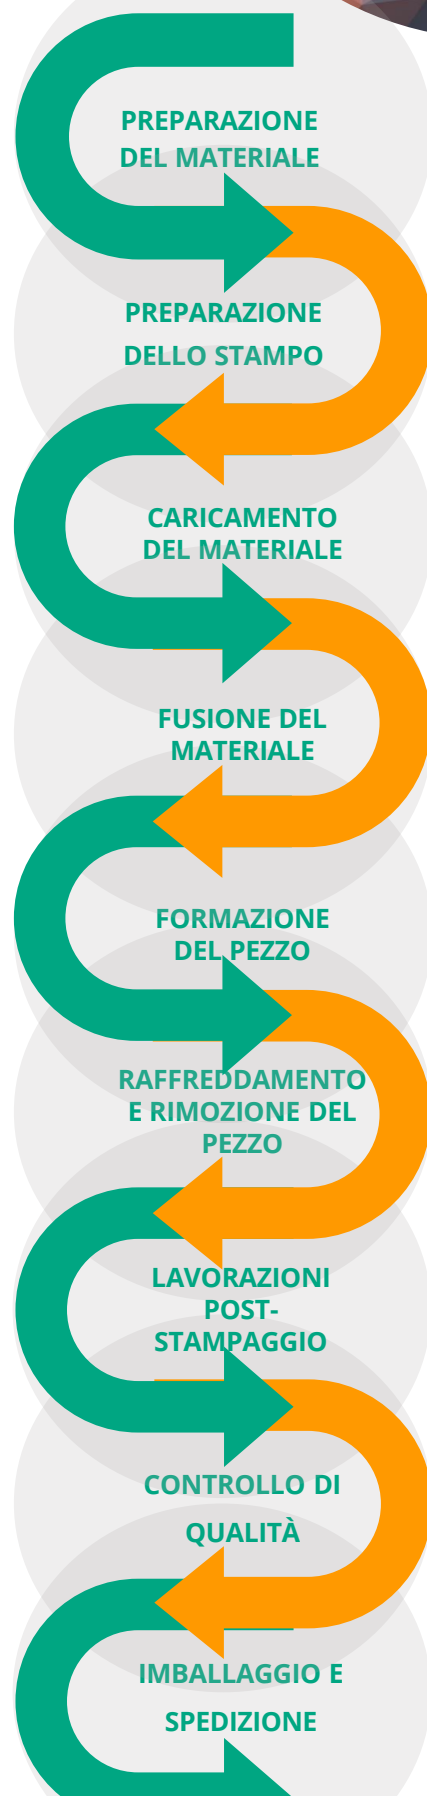 PREPARAZIONE
DEL MATERIALE
PREPARAZIONE
DELLO STAMPO
CARICAMENTO
DEL MATERIALE
FUSIONE DEL
MATERIALE
FORMAZIONE
DEL PEZZO
RAFFREDDAMENTO
E RIMOZIONE DEL
PEZZO
LAVORAZIONI
POST-
STAMPAGGIO
CONTROLLO DI
QUALITÀ
IMBALLAGGIO E
SPEDIZIONE